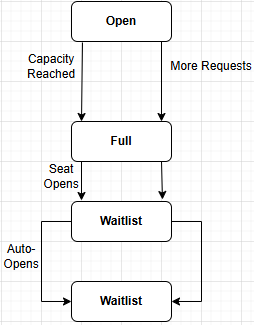 Open
Capacity
Reached
More Requests
Full
Seat
Opens
Waitlist
Auto-
Opens
Waitlist